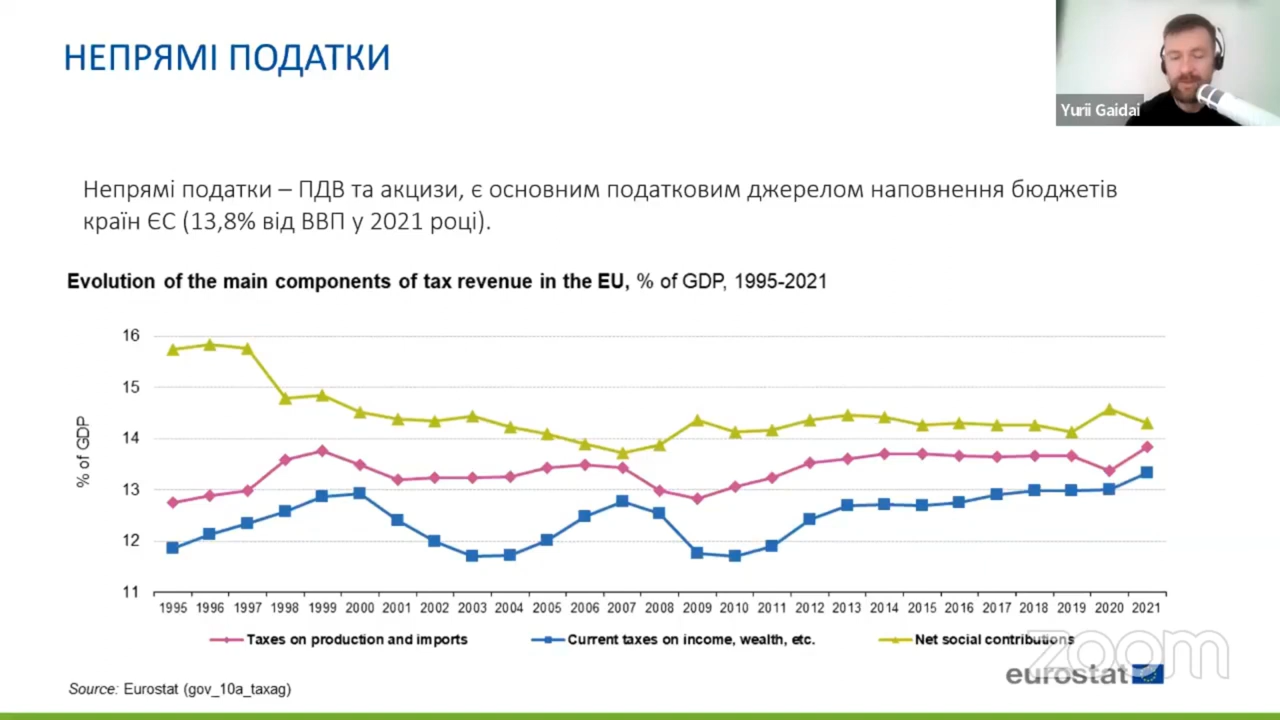 НЕПРЯМІ ПОДАТКИ
Yurii Gaidai
Непрямі податки – ПДВ та акцизи, є основним податковим джерелом наповнення бюджетів
країн ЄС (13,8% від ВВП у 2021 році).
Evolution of the main components of tax revenue in the EU, % of GDP, 1995-2021
% of GDP
16
15
14
13
12
11
1995 1996 1997 1998 1999 2000 2001 2002 2003 2004 2005 2006 2007 2008 2009 2010 2011 2012 2013 2014 2015 2016 2017 2018 2019 2020 2021
Taxes on production and imports Current taxes on income, wealth, etc. Net social contributions
zoom
eurostat
Source: Eurostat (gov_10a_taxag)